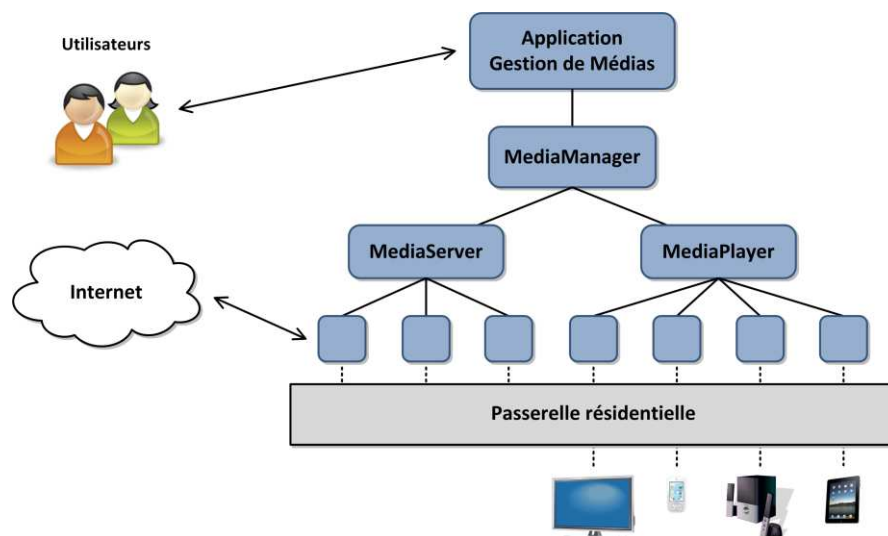 Utilisateurs
Application
Gestion de Médias
MediaManager
MediaServer
MediaPlayer
Internet
Passerelle résidentielle